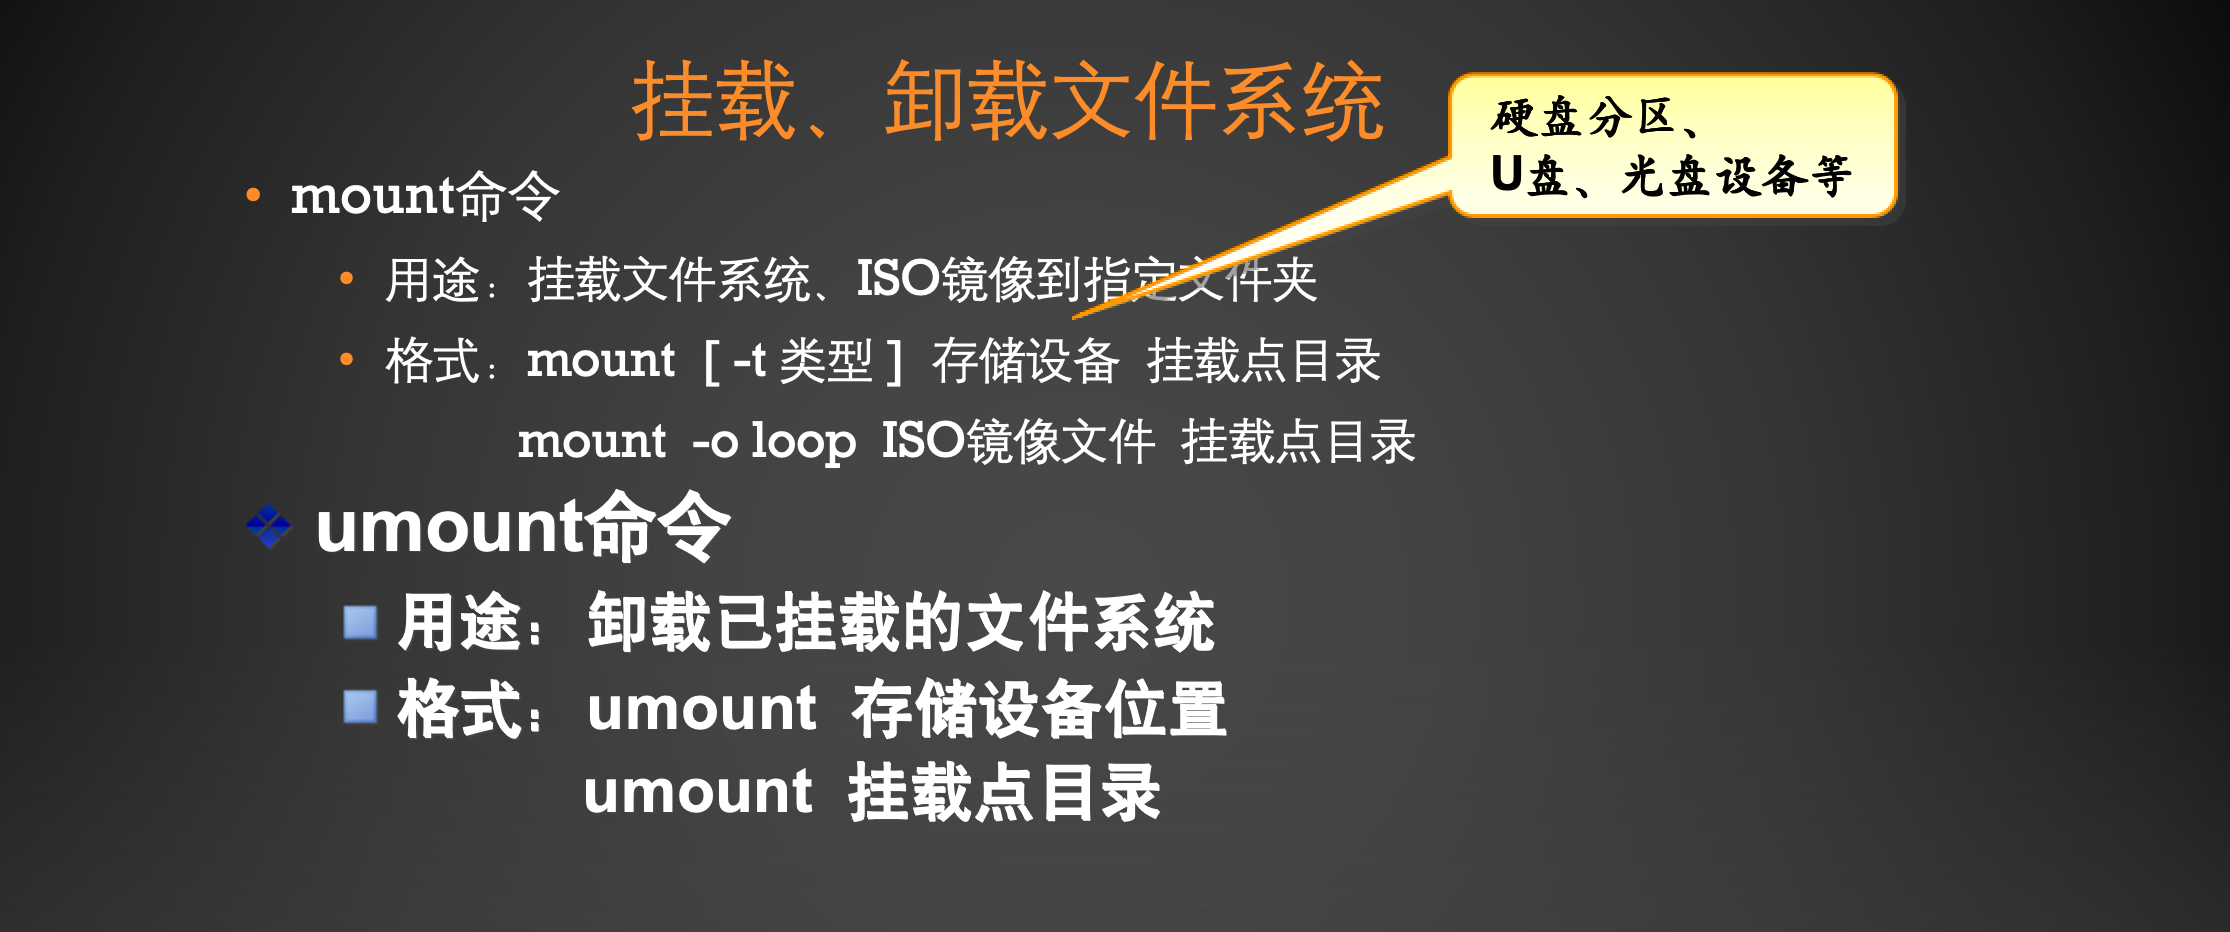 挂载、卸载文件系统
硬盘分区、
U盘、光盘设备等
• mount命令
• 用途：挂载文件系统、ISO镜像到指定文件夹
• 格式：mount [ -t 类型 ] 存储设备 挂载点目录
mount -o loop ISO镜像文件 挂载点目录
❖ umount命令
■ 用途： 卸载已挂载的文件系统
■ 格式： umount 存储设备位置
umount 挂载点目录